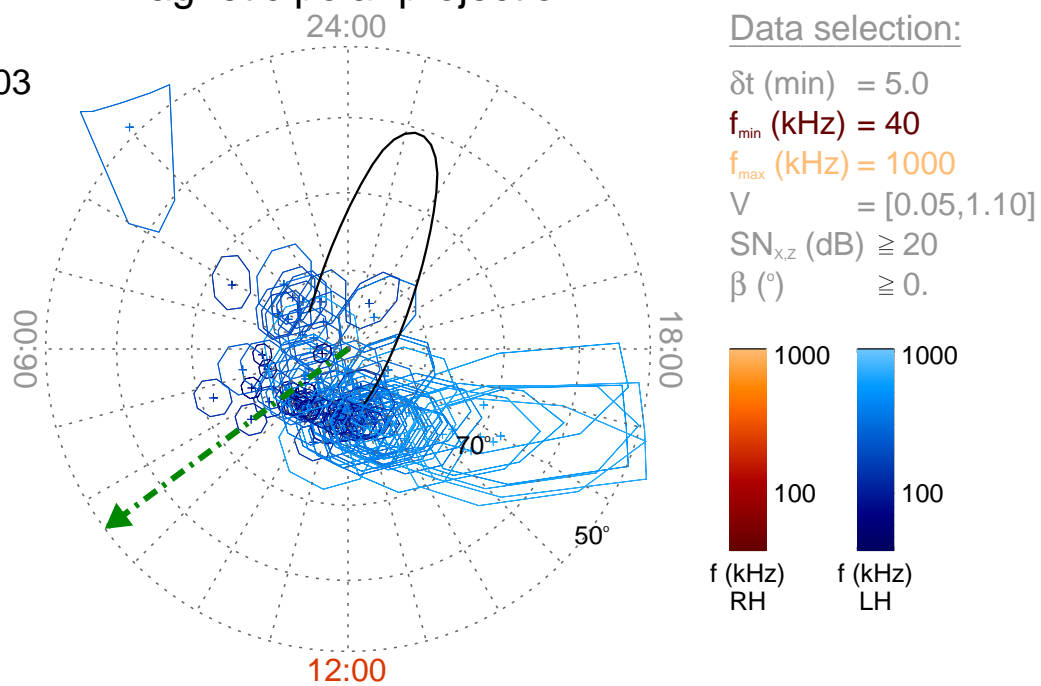 24:00
03
06:00
18:00
12:00
70°
50°
Data selection:
δt (min) = 5.0
fmin (kHz) = 40
fmax (kHz) = 1000
V = [0.05,1.10]
SNx,z (dB) ≧ 20
β (°) ≧ 0.
1000
100
f (kHz)
RH
1000
100
f (kHz)
LH